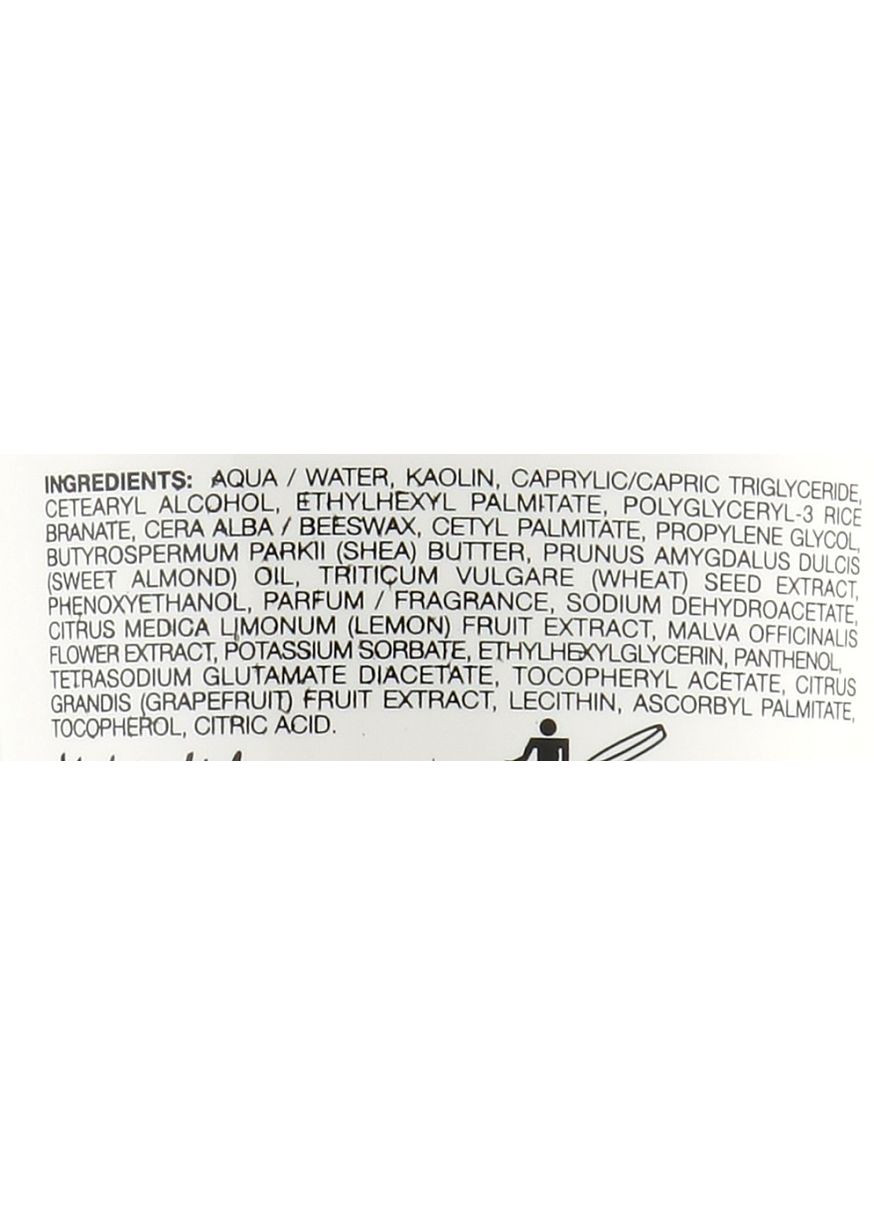 INGREDIENTS: AQUA / WATER, KAOLIN, CAPRYLIC/CAPRIC TRIGLYCERIDE,
CETEARYL ALCOHOL, ETHYLHEXYL PALMITATE, POLYGLYCERYL-3 RICE
BRANATE, CERA ALBA / BEESWAX, CETYL PALMITATE, PROPYLENE GLYCOL,
BUTYROSPERMUM PARKII (SHEA) BUTTER, PRUNUS AMYGDALUS DULCIS
(SWEET ALMOND) OIL, TRITICUM VULGARE (WHEAT) SEED EXTRACT,
PHENOXYETHANOL, PARFUM / FRAGRANCE, SODIUM DEHYDROACETATE,
CITRUS MEDICA LIMONUM (LEMON) FRUIT EXTRACT, MALVA OFFICINALIS
FLOWER EXTRACT, POTASSIUM SORBATE, ETHYLHEXYLGLYCERIN, PANTHENOL,
TETRASODIUM GLUTAMATE DIACETATE, TOCOPHERYL ACETATE, CITRUS
GRANDIS (GRAPEFRUIT) FRUIT EXTRACT, LECITHIN, ASCORBYL PALMITATE,
TOCOPHEROL, CITRIC ACID.